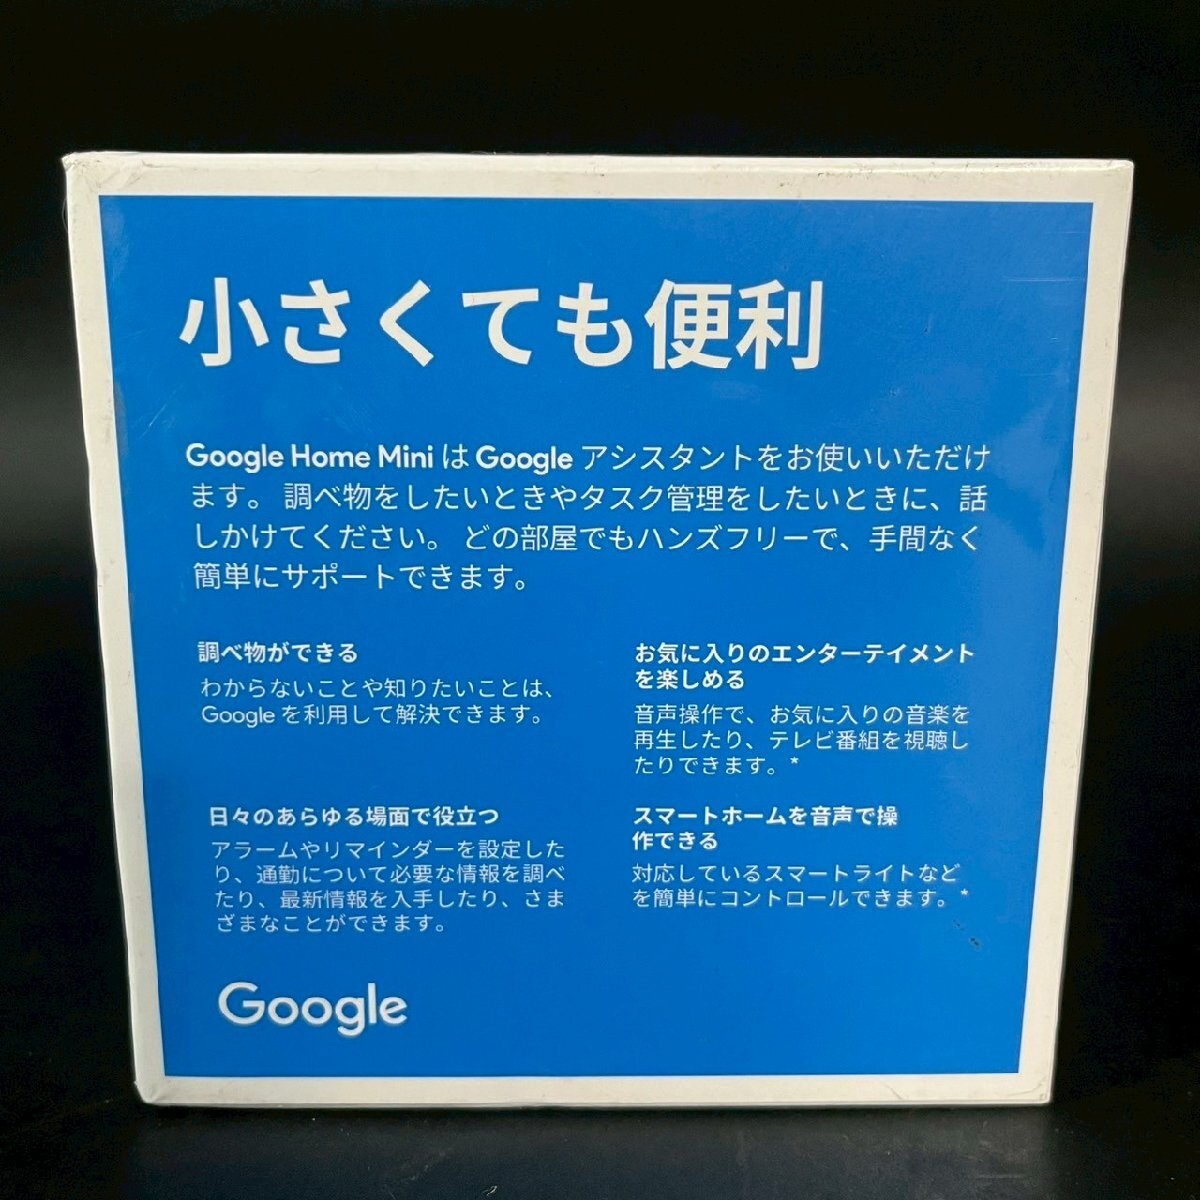 小さくても便利
Google Home Mini は Google アシスタントをお使いいただけ
ます。 調べ物をしたいときやタスク管理をしたいときに、話
しかけてください。 どの部屋でもハンズフリーで、手間なく
簡単にサポートできます。
調べ物ができる
わからないことや知りたいことは、
Google を利用して解決できます。
お気に入りのエンターテイメント
を楽しめる
音声操作で、お気に入りの音楽を
再生したり、テレビ番組を視聴し
たりできます。*
日々のあらゆる場面で役立つ
アラームやリマインダーを設定した
り、通勤について必要な情報を調べ
たり、最新情報を入手したり、さま
ざまなことができます。
スマートホームを音声で操
作できる
対応しているスマートライトなど
を簡単にコントロールできます。*
Google